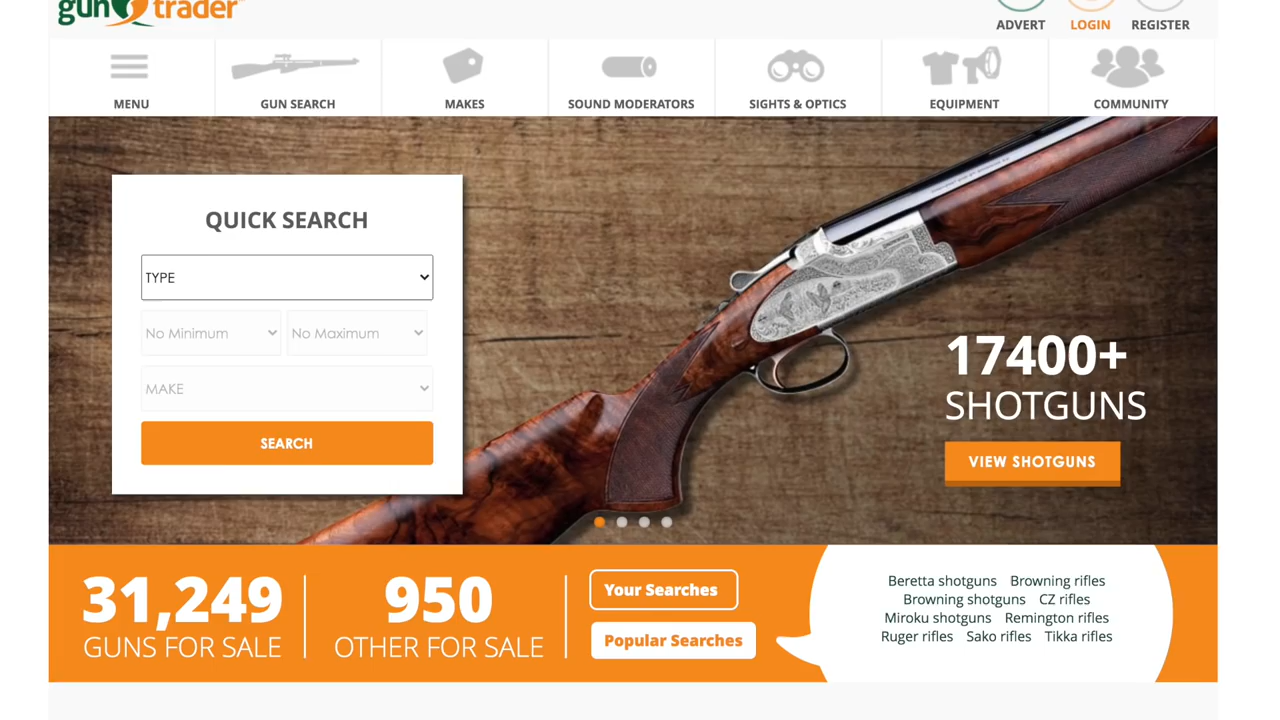 gun trader
ADVERT LOGIN REGISTER
MENU GUN SEARCH MAKES SOUND MODERATORS SIGHTS & OPTICS EQUIPMENT COMMUNITY
QUICK SEARCH
TYPE
No Minimum No Maximum
MAKE
SEARCH
17400+
SHOTGUNS
VIEW SHOTGUNS
31,249
GUNS FOR SALE
950
OTHER FOR SALE
Your Searches
Popular Searches
Beretta shotguns Browning rifles
Browning shotguns CZ rifles
Miroku shotguns Remington rifles
Ruger rifles Sako rifles Tikka rifles